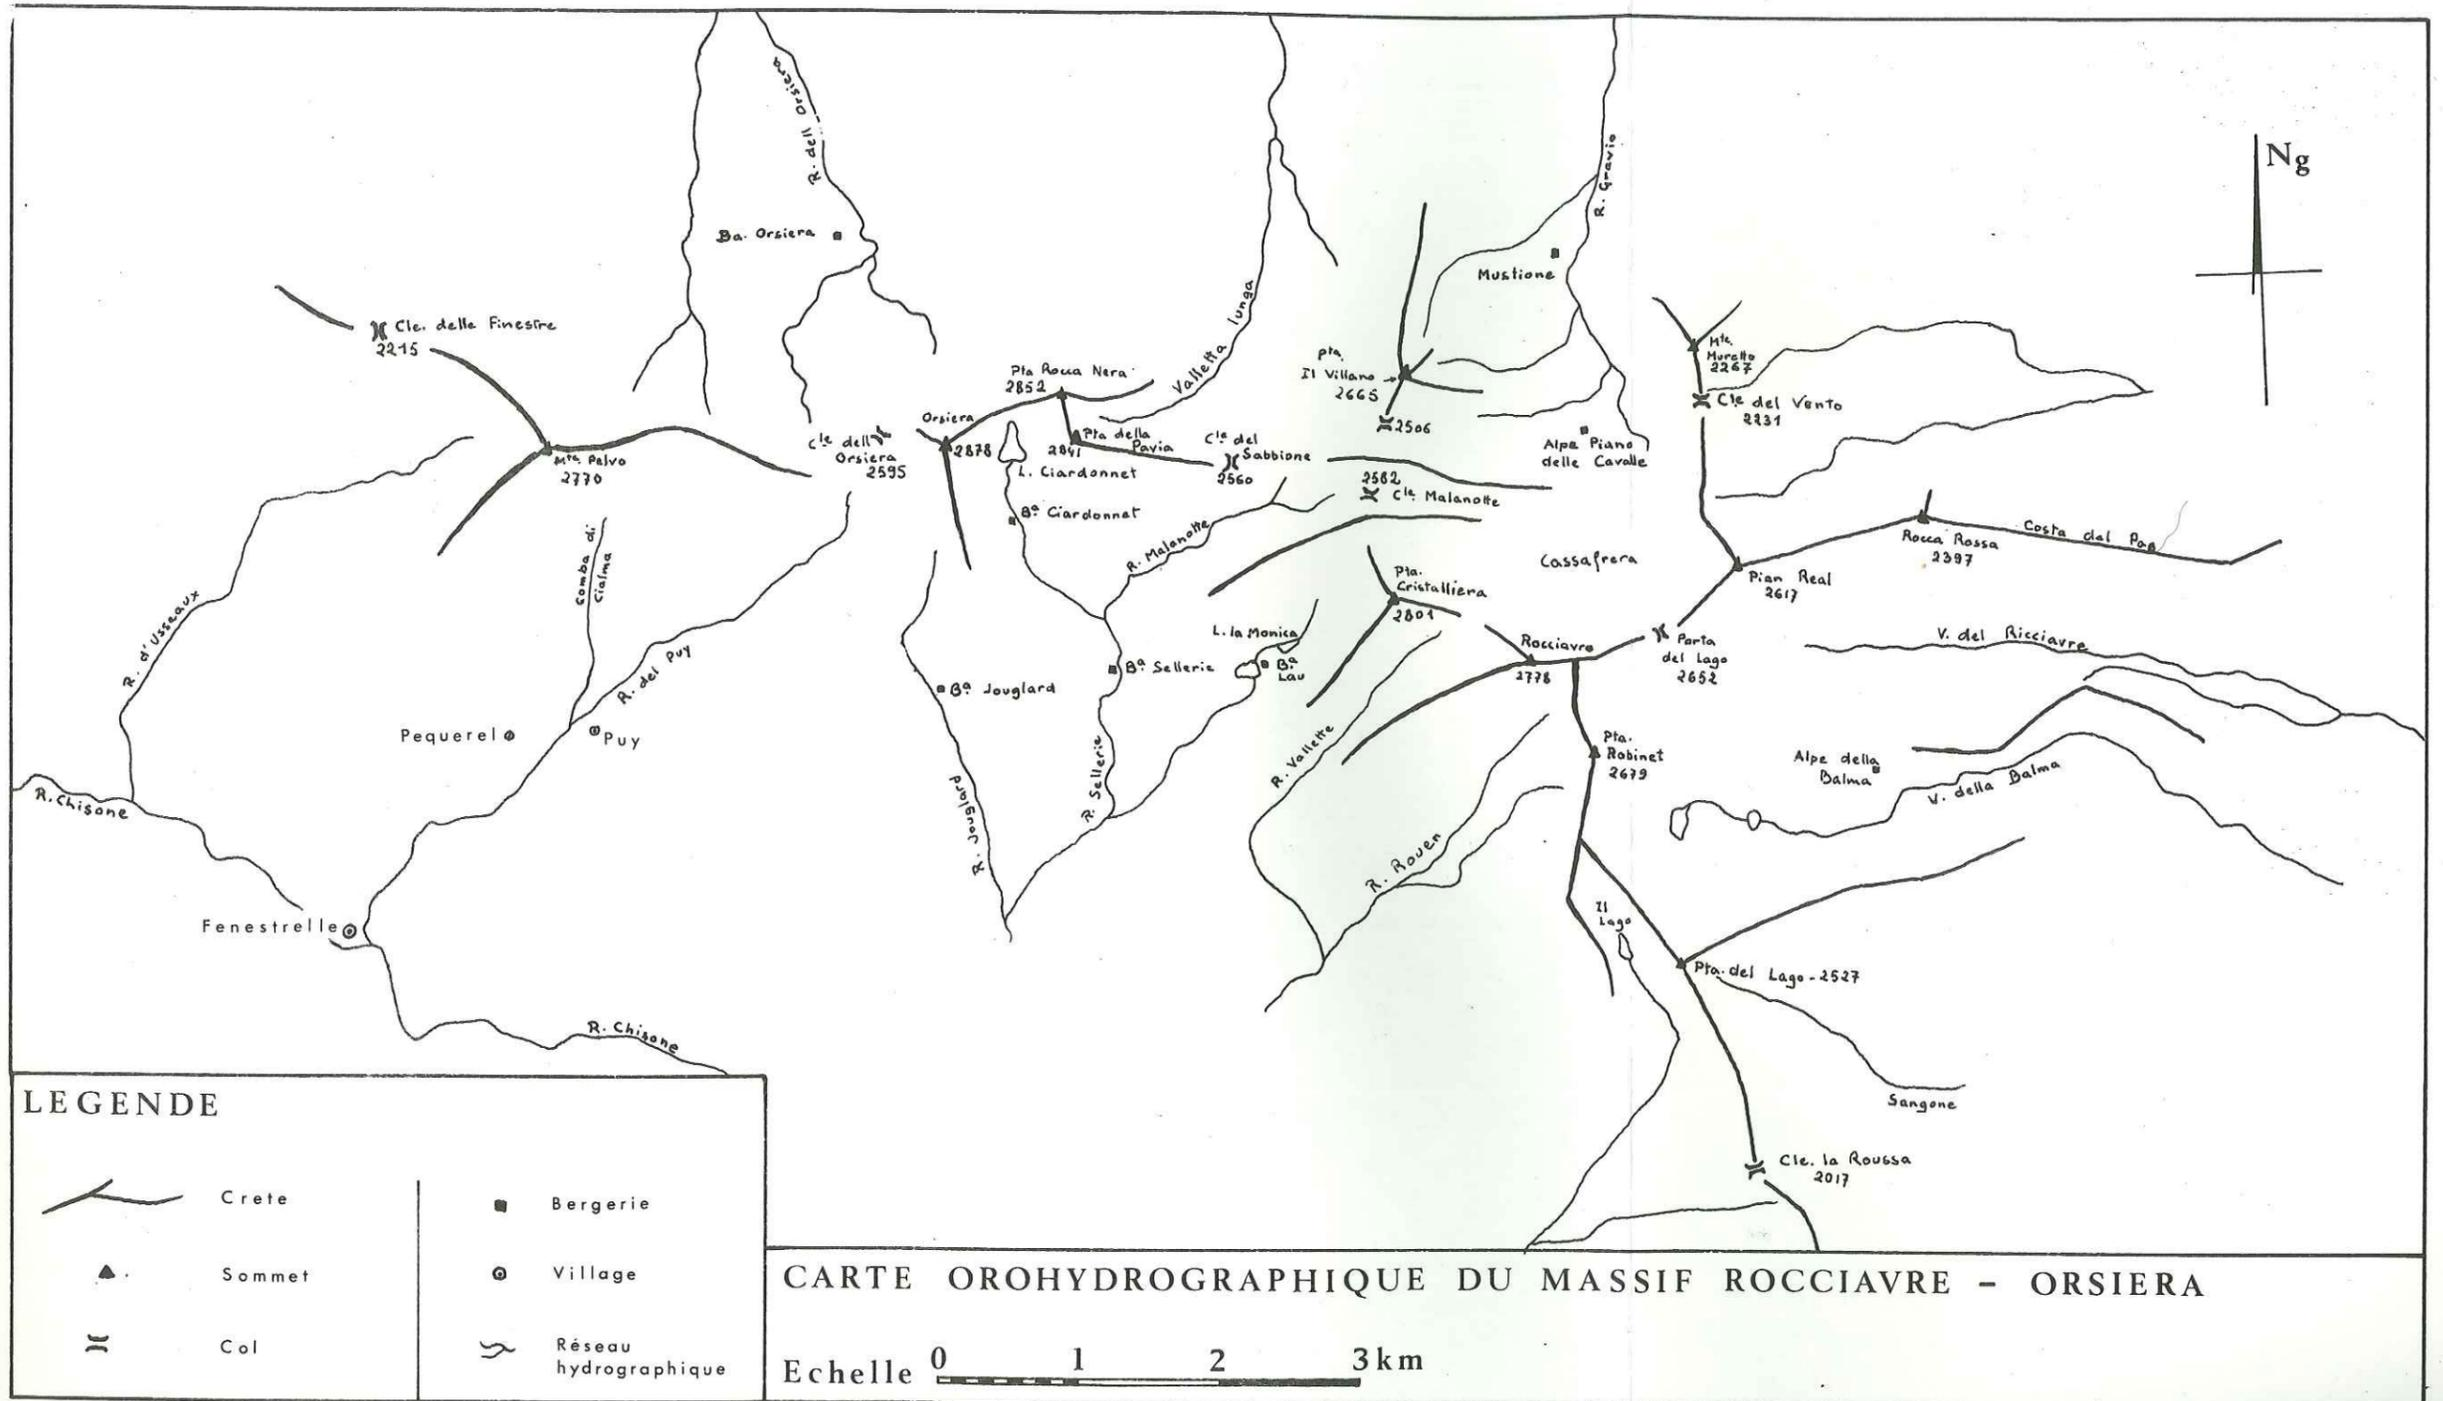 R. dell Orsiera
R. Gravio
Ng
Ba. Orsiera
Mustione
Cle. delle Finestre
2215
Valletta lunga
Pta Rocca Nera
2852
Pta.
Il Villano
2665
2506
Mte.
Muretto
2267
Cle del Vento
2231
Orsiera
2878
Cle dell
Orsiera
2595
Pta della
Pavia
2841
Cle del
Sabbione
2560
Alpe Piano
delle Cavalle
Mte Pelvo
2770
L. Ciardonnet
2582
Cle Malanotte
Ba Ciardonnet
R. Malanotte
Costa del Pan
Rocca Rossa
2397
Comba di
Cialma
Cassafrera
Pta.
Cristalliera
2801
Pian Real
2617
R. d'Usseaux
L. la Monica
Ba
Lau
Rocciavre
2778
Porta
del Lago
2652
V. del Ricciavre
R. del Puy
Ba Jouglard
Ba Sellerie
Pequerel
Puy
R. Vallette
Pta.
Robinet
2679
Alpe della
Balma
V. della Balma
R. Chisone
R. Jouglard
R. Sellerie
R. Rouen
Fenestrelle
Il
Lago
Pta. del Lago - 2527
R. Chisone
Sangone
Cle. la Roussa
2017
LEGENDE
Crete
Bergerie
Sommet
Village
Col
Réseau
hydrographique
CARTE OROHYDROGRAPHIQUE DU MASSIF ROCCIAVRE - ORSIERA
Echelle 0 1 2 3 km